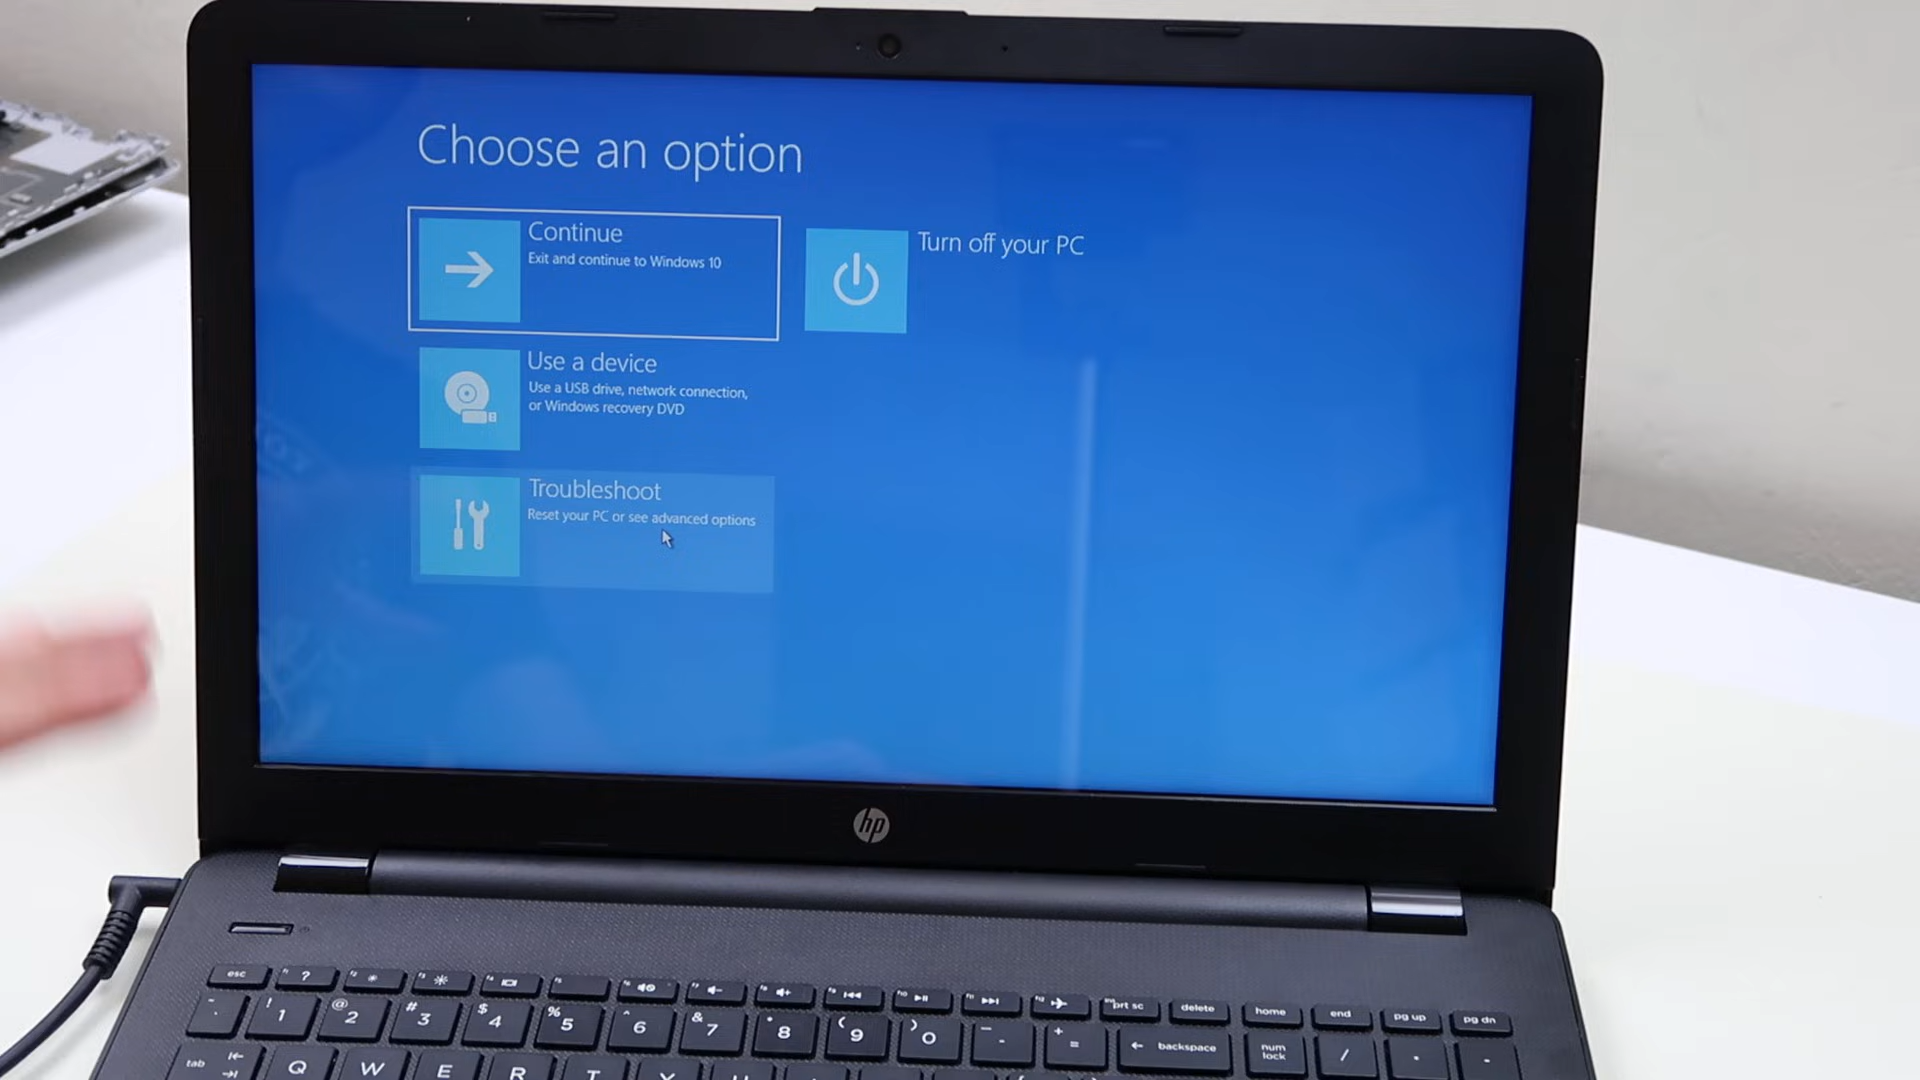 Choose an option
Continue
Exit and continue to Windows 10
Turn off your PC
Use a device
Use a USB drive, network connection,
or Windows recovery DVD
Troubleshoot
Reset your PC or see advanced options
hp
esc ? prt sc delete home end pg up pg dn
! 1 @ 2 # 3 $ 4 % 5 ^ 6 & 7 * 8 ( 9 ) 0 - + = backspace num lock /
tab Q W E R T